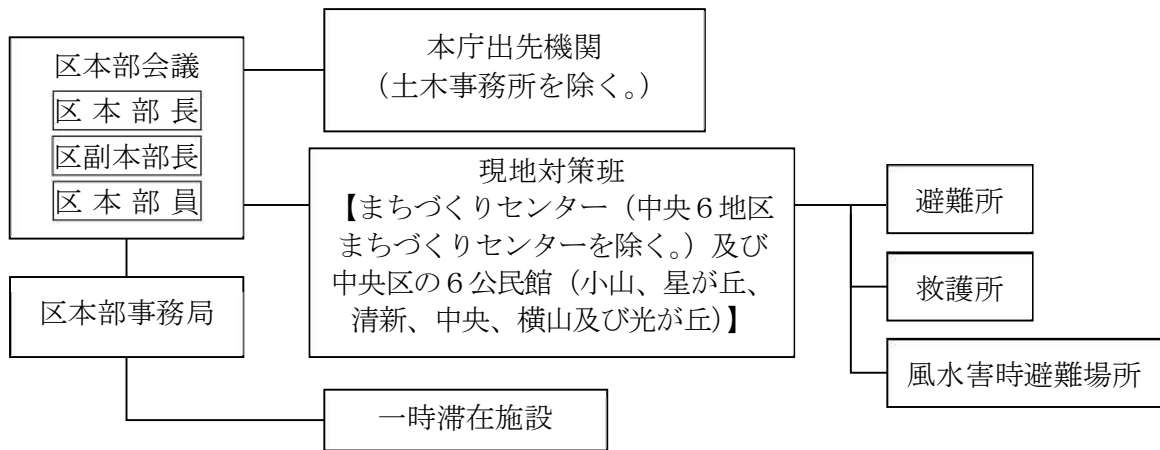 区本部会議
区本部長
区副本部長
区本部員
本庁出先機関
（土木事務所を除く。）
現地対策班
【まちづくりセンター（中央６地区
まちづくりセンターを除く。）及び
中央区の６公民館（小山、星が丘、
清新、中央、横山及び光が丘）】
避難所
救護所
風水害時避難場所
区本部事務局
一時滞在施設